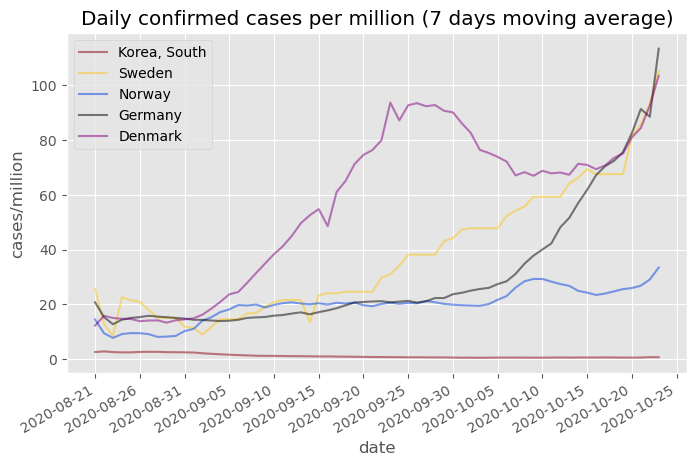 Daily confirmed cases per million (7 days moving average)
Korea, South
Sweden
Norway
Germany
Denmark
cases/million
100
80
60
40
20
0
2020-08-21
2020-08-26
2020-08-31
2020-09-05
2020-09-10
2020-09-15
2020-09-20
2020-09-25
2020-09-30
2020-10-05
2020-10-10
2020-10-15
2020-10-20
2020-10-25
date